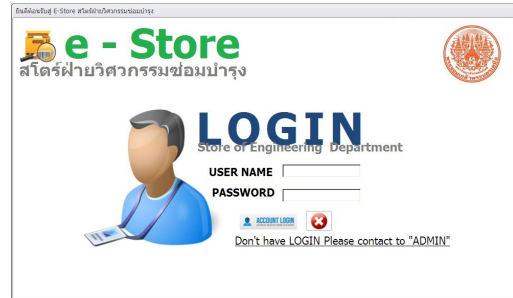 ยินดีต้อนรับสู่ E-Store สโตร์ฝ่ายวิศวกรรมซ่อมบำรุง
e - Store
สโตร์ฝ่ายวิศวกรรมซ่อมบำรุง
LOGIN
Store of Engineering Department
USER NAME
PASSWORD
ACCOUNT LOGIN
Don't have LOGIN Please contact to "ADMIN"